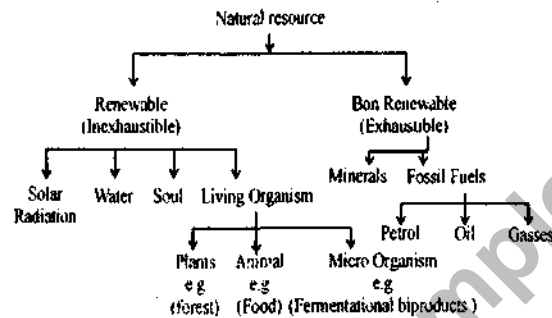 Natural resource
Renewable
(Inexhaustible)
Bon Renewable
(Exhaustible)
Solar
Radiation
Water
Soul
Living Organism
Minerals
Fossil Fuels
Petrol
Oil
Gasses
Plants
e.g
(forest)
Animal
e.g
(Food)
Micro Organism
e.g
(Fermentational biproducts )